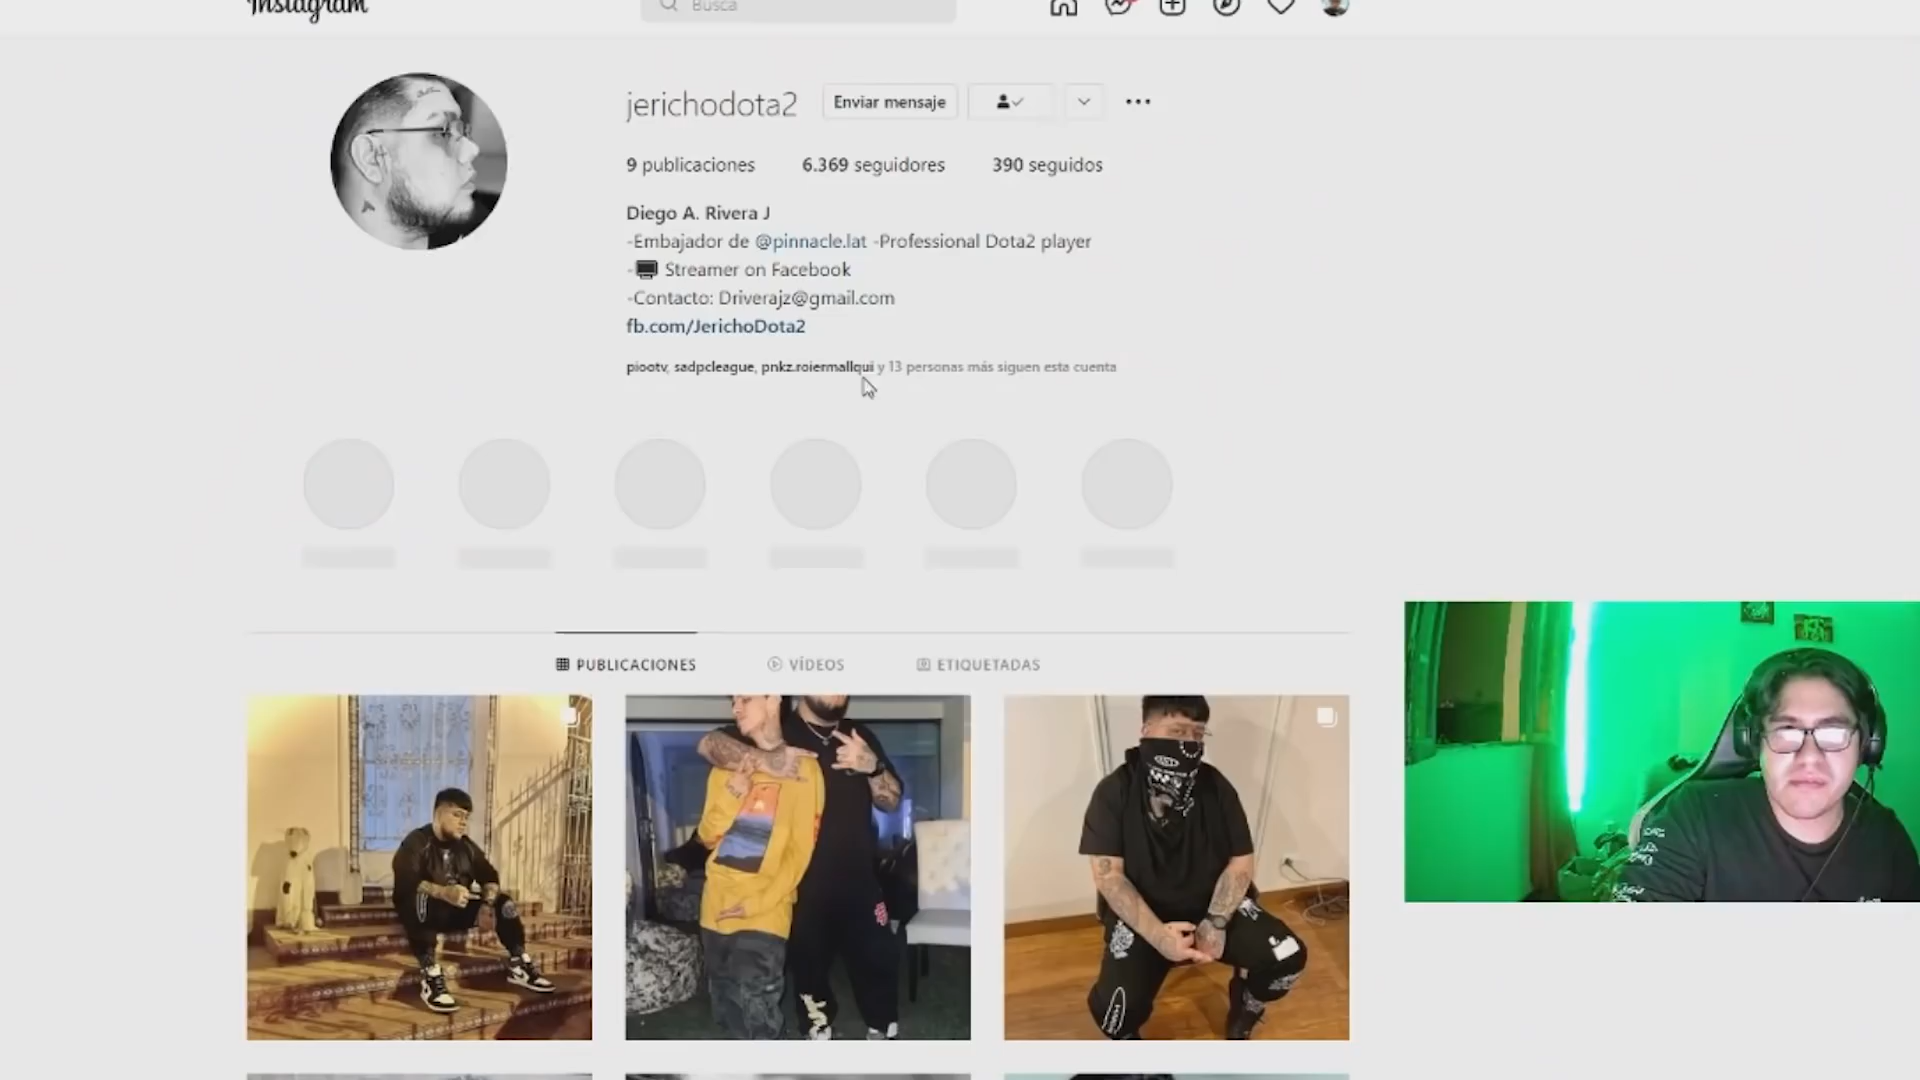 Instagram
Busca
jerichodota2
Enviar mensaje
9 publicaciones
6.369 seguidores
390 seguidos
Diego A. Rivera J
-Embajador de @pinnacle.lat -Professional Dota2 player
-🖥 Streamer on Facebook
-Contacto: Driverajz@gmail.com
fb.com/JerichoDota2
piootv, sadpcleague, pnkz.roiermallqui y 13 personas más siguen esta cuenta
PUBLICACIONES
VÍDEOS
ETIQUETADAS